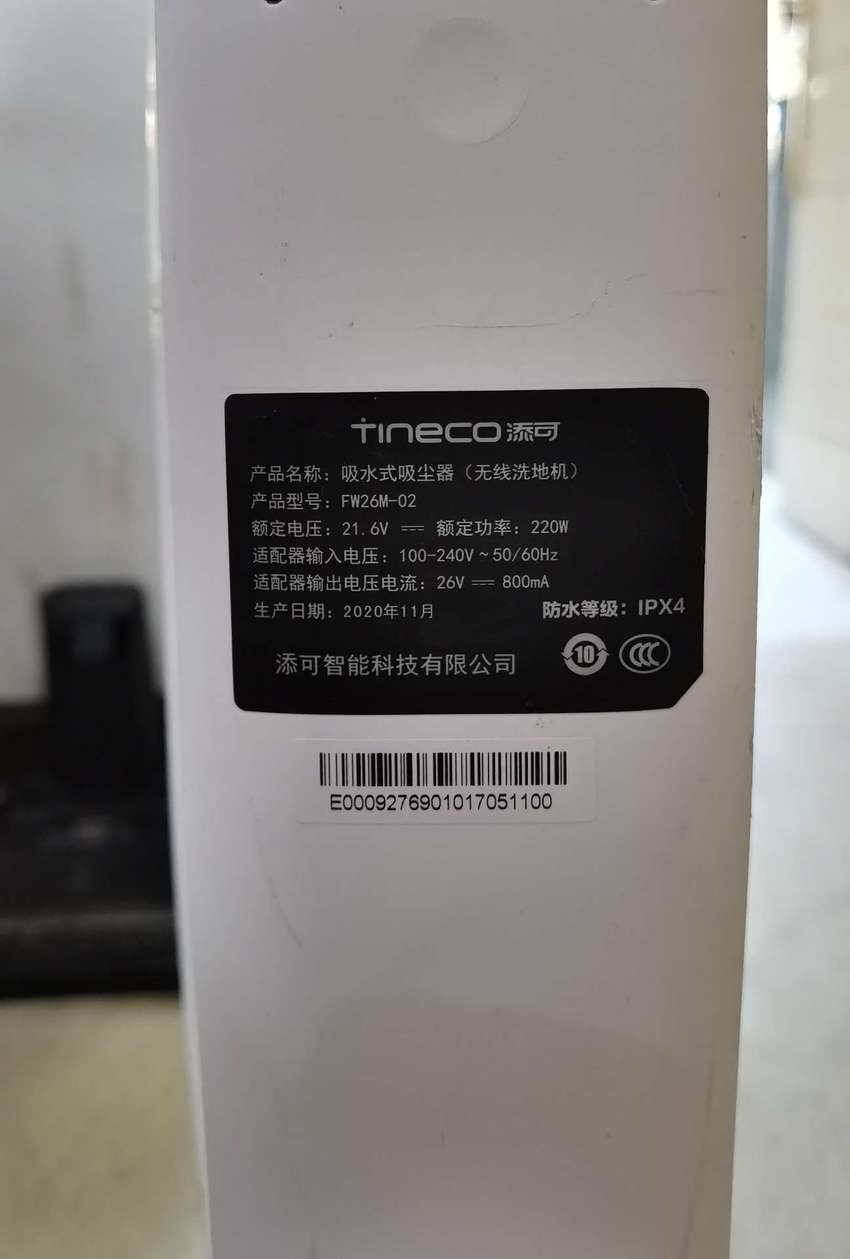 TINECO添可
产品名称：吸水式吸尘器（无线洗地机）
产品型号：FW26M-02
额定电压：21.6V ⎓ 额定功率：220W
适配器输入电压：100-240V～50/60Hz
适配器输出电压电流：26V ⎓ 800mA
生产日期：2020年11月 防水等级：IPX4
添可智能科技有限公司 10 CCC
E0009276901017051100